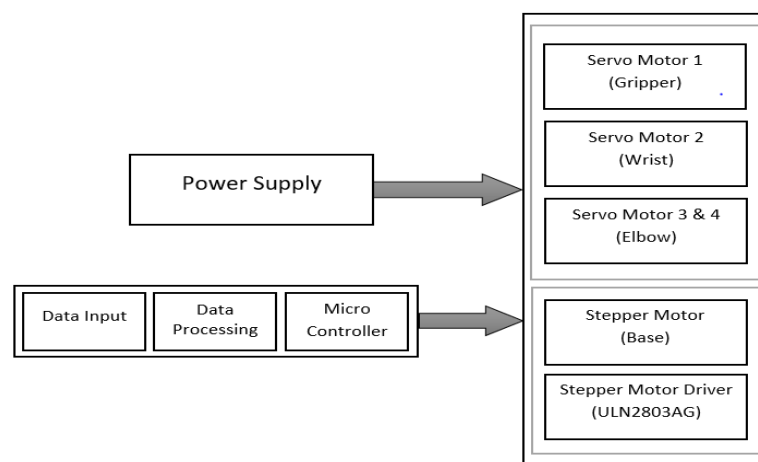 Power Supply
Data Input
Data
Processing
Micro
Controller
Servo Motor 1
(Gripper)
Servo Motor 2
(Wrist)
Servo Motor 3 & 4
(Elbow)
Stepper Motor
(Base)
Stepper Motor Driver
(ULN2803AG)